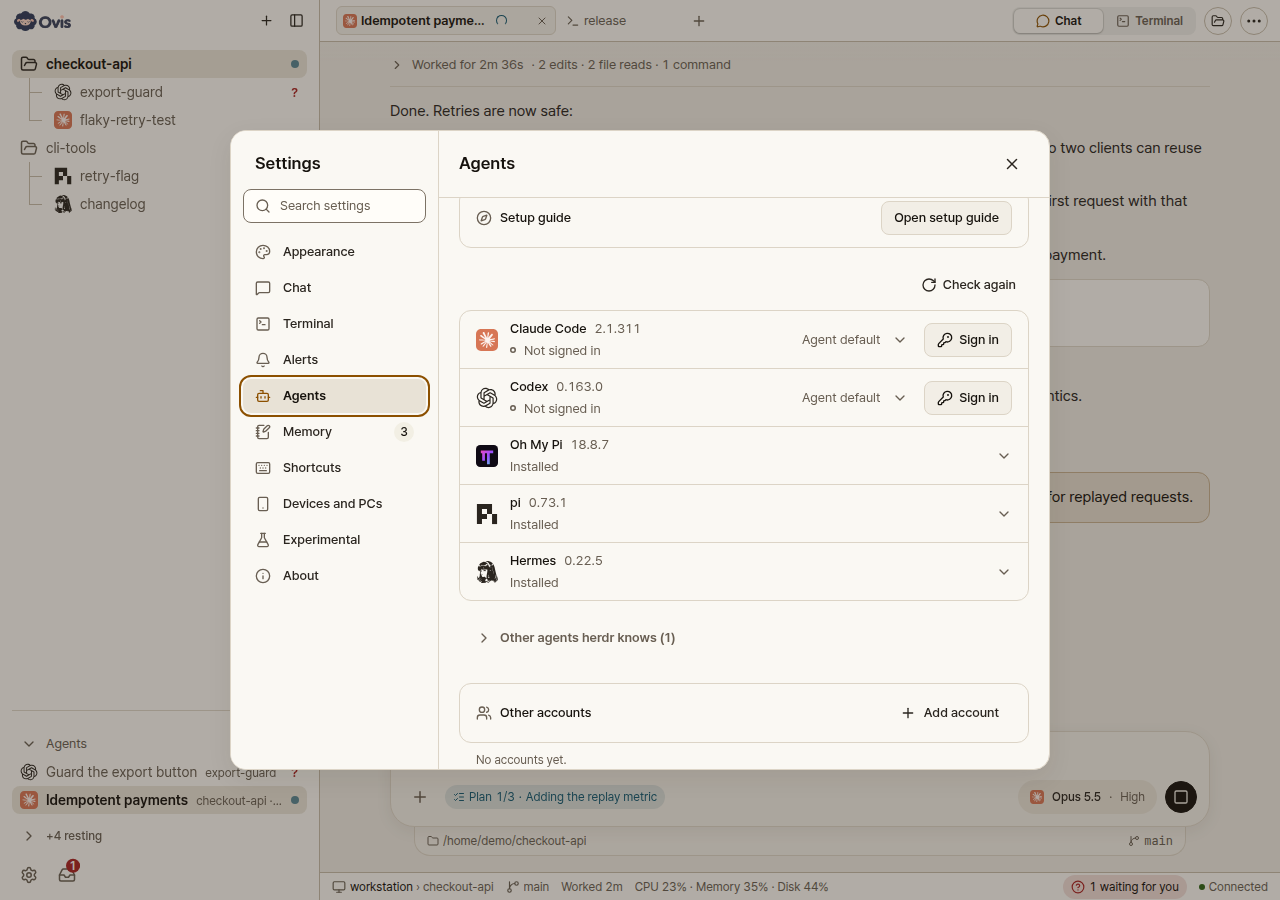 Ovis
Idempotent payme...
release
Chat
Terminal
checkout-api
export-guard
?
flaky-retry-test
cli-tools
retry-flag
changelog
Worked for 2m 36s · 2 edits · 2 file reads · 1 command
Done. Retries are now safe:
o two clients can reuse
irst request with that
payment.
ntics.
for replayed requests.
Settings
Search settings
Appearance
Chat
Terminal
Alerts
Agents
Memory 3
Shortcuts
Devices and PCs
Experimental
About
Agents
Setup guide
Open setup guide
Check again
Claude Code 2.1.311
Not signed in
Agent default
Sign in
Codex 0.163.0
Not signed in
Agent default
Sign in
Oh My Pi 18.8.7
Installed
pi 0.73.1
Installed
Hermes 0.22.5
Installed
Other agents herdr knows (1)
Other accounts
Add account
No accounts yet.
Agents
Guard the export button export-guard ?
Idempotent payments checkout-api ·...
+4 resting
1
Plan 1/3 · Adding the replay metric
Opus 5.5 · High
/home/demo/checkout-api
main
workstation › checkout-api
main
Worked 2m
CPU 23% · Memory 35% · Disk 44%
1 waiting for you
Connected